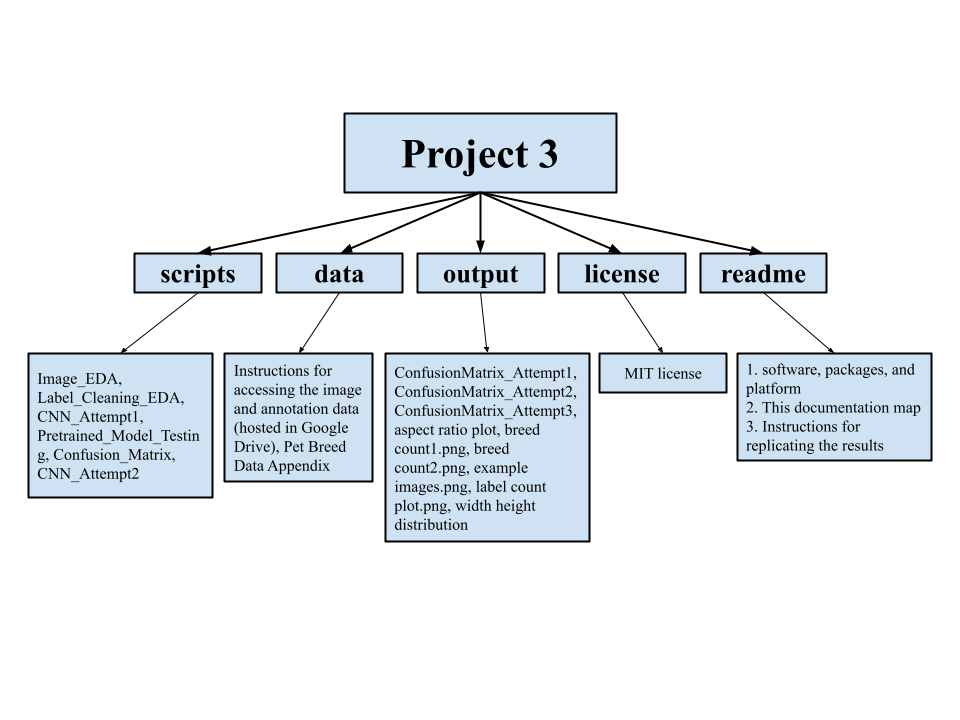 Project 3
scripts
data
output
license
readme
Image_EDA,
Label_Cleaning_EDA,
CNN_Attempt1,
Pretrained_Model_Testin
g, Confusion_Matrix,
CNN_Attempt2
Instructions for
accessing the image
and annotation data
(hosted in Google
Drive), Pet Breed
Data Appendix
ConfusionMatrix_Attempt1,
ConfusionMatrix_Attempt2,
ConfusionMatrix_Attempt3,
aspect ratio plot, breed
count1.png, breed
count2.png, example
images.png, label count
plot.png, width height
distribution
MIT license
1. software, packages, and
platform
2. This documentation map
3. Instructions for
replicating the results